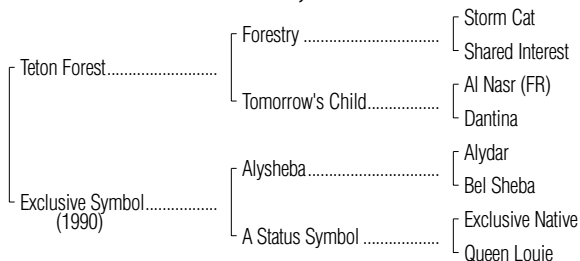 Storm Cat
Forestry ........................................
Shared Interest
Teton Forest.................................
Al Nasr (FR)
Tomorrow's Child.....................
Dantina
Alydar
Alysheba.......................................
Bel Sheba
Exclusive Symbol.....................
(1990)
Exclusive Native
A Status Symbol ......................
Queen Louie